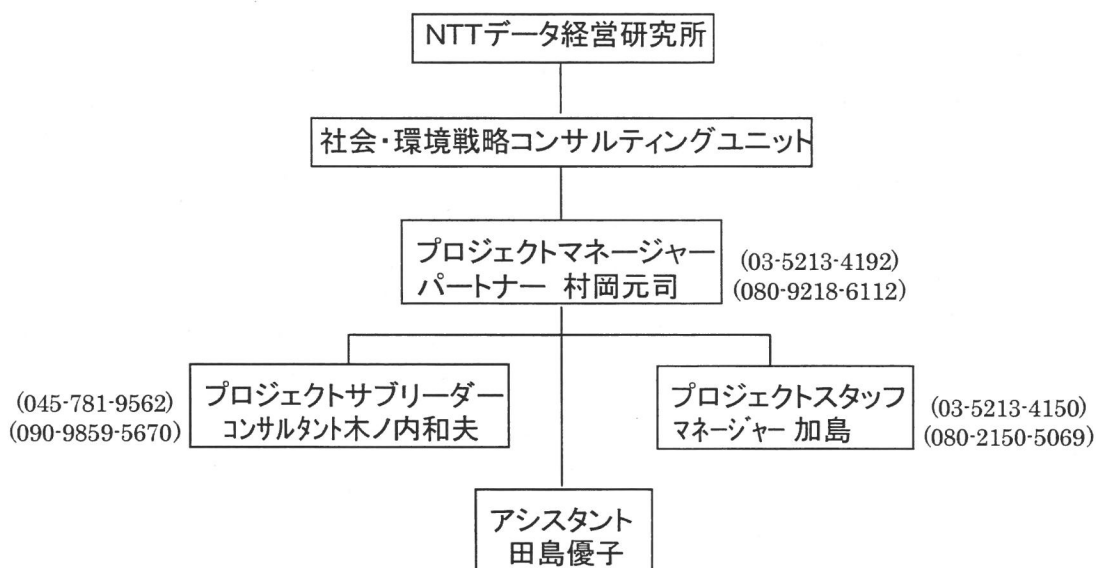 NTTデータ経営研究所
社会・環境戦略コンサルティングユニット
プロジェクトマネージャー
パートナー 村岡元司
(03-5213-4192)
(080-9218-6112)
(045-781-9562)
(090-9859-5670)
プロジェクトサブリーダー
コンサルタント木ノ内和夫
プロジェクトスタッフ
マネージャー 加島
(03-5213-4150)
(080-2150-5069)
アシスタント
田島優子